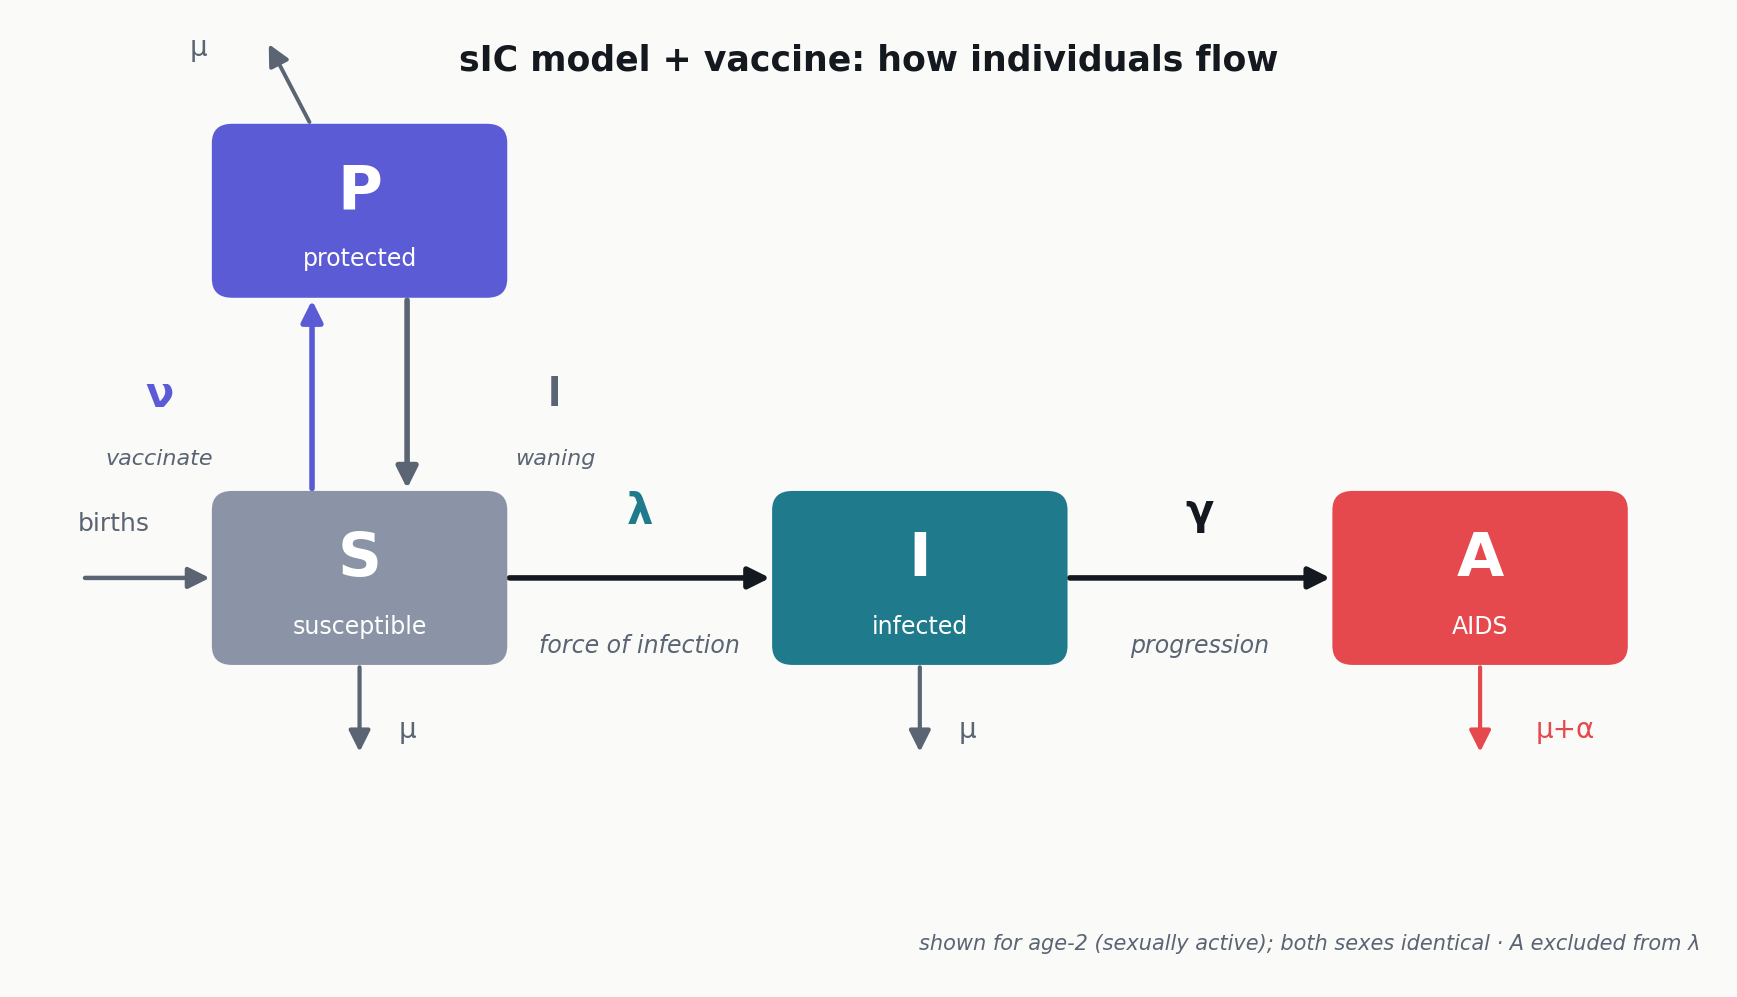 μ
sIC model + vaccine: how individuals flow
P
protected
ν
l
vaccinate
waning
births
λ
γ
S
I
A
susceptible
infected
AIDS
force of infection
progression
μ
μ
μ+α
shown for age-2 (sexually active); both sexes identical · A excluded from λ